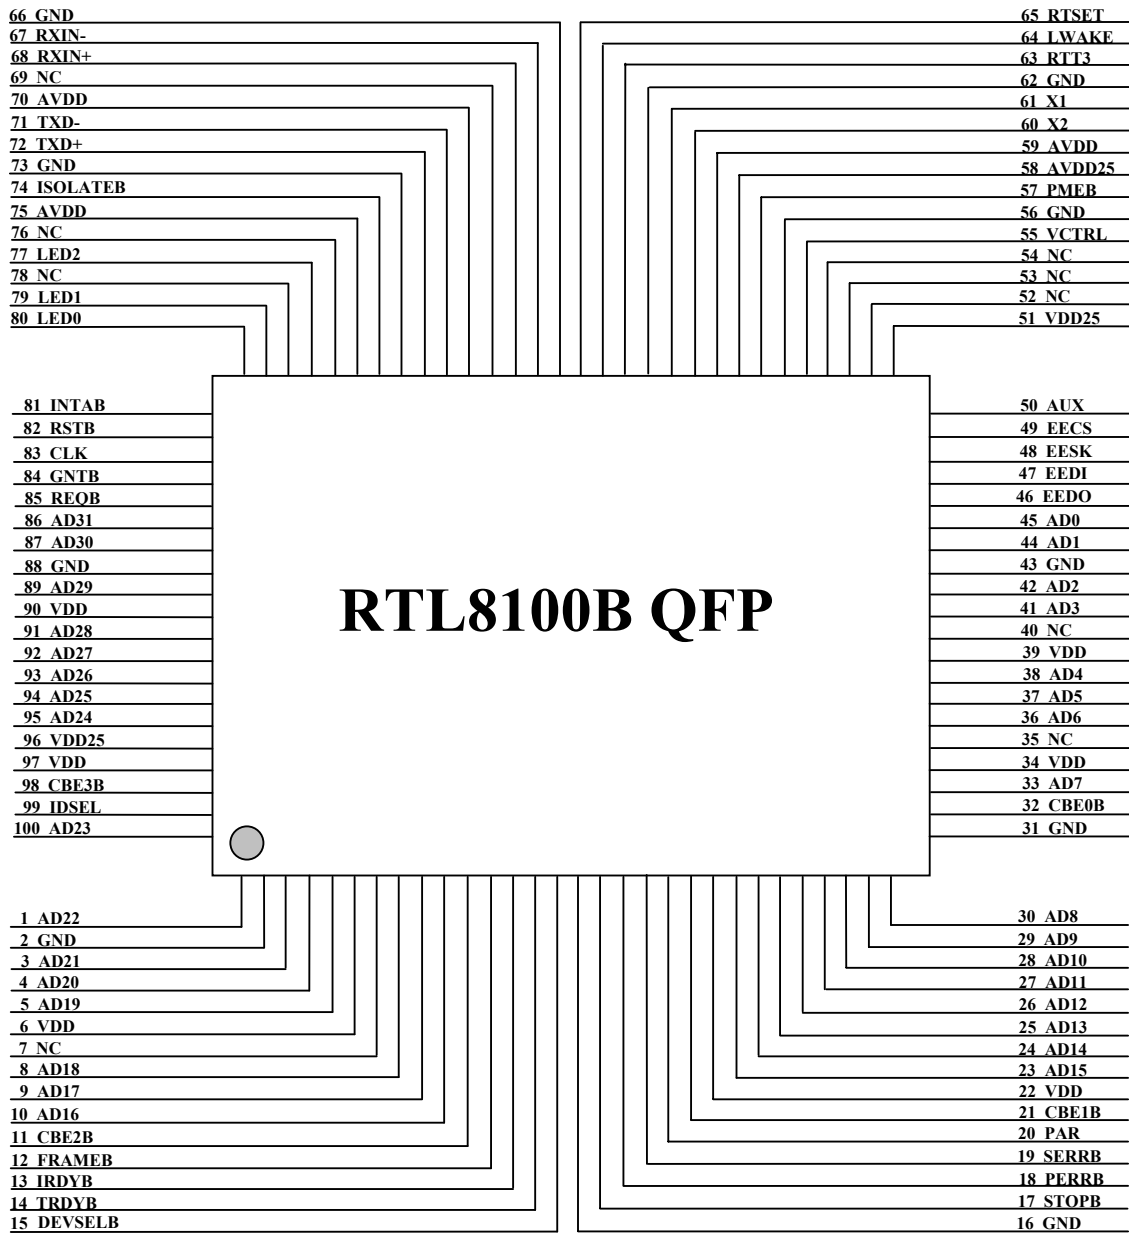 66 GND
67 RXIN-
68 RXIN+
69 NC
70 AVDD
71 TXD-
72 TXD+
73 GND
74 ISOLATEB
75 AVDD
76 NC
77 LED2
78 NC
79 LED1
80 LED0
65 RTSET
64 LWAKE
63 RTT3
62 GND
61 X1
60 X2
59 AVDD
58 AVDD25
57 PMEB
56 GND
55 VCTRL
54 NC
53 NC
52 NC
51 VDD25
81 INTAB
82 RSTB
83 CLK
84 GNTB
85 REQB
86 AD31
87 AD30
88 GND
89 AD29
90 VDD
91 AD28
92 AD27
93 AD26
94 AD25
95 AD24
96 VDD25
97 VDD
98 CBE3B
99 IDSEL
100 AD23
RTL8100B QFP
50 AUX
49 EECS
48 EESK
47 EEDI
46 EEDO
45 AD0
44 AD1
43 GND
42 AD2
41 AD3
40 NC
39 VDD
38 AD4
37 AD5
36 AD6
35 NC
34 VDD
33 AD7
32 CBE0B
31 GND
1 AD22
2 GND
3 AD21
4 AD20
5 AD19
6 VDD
7 NC
8 AD18
9 AD17
10 AD16
11 CBE2B
12 FRAMEB
13 IRDYB
14 TRDYB
15 DEVSELB
30 AD8
29 AD9
28 AD10
27 AD11
26 AD12
25 AD13
24 AD14
23 AD15
22 VDD
21 CBE1B
20 PAR
19 SERRB
18 PERRB
17 STOPB
16 GND